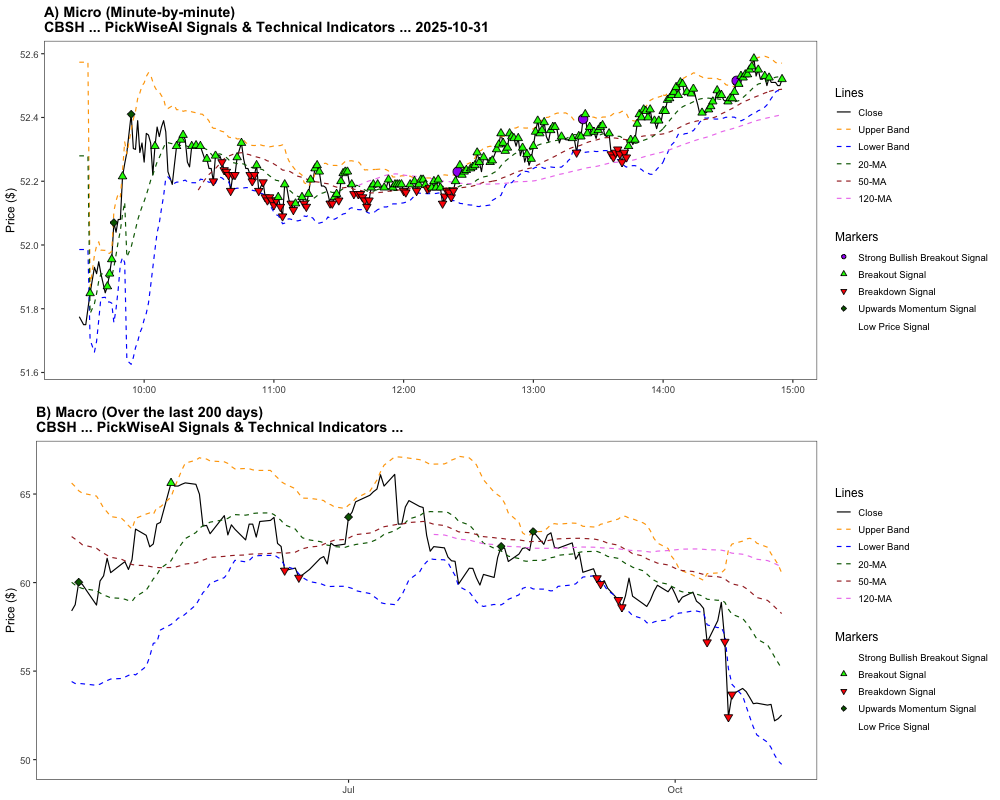 A) Micro (Minute-by-minute)
CBSH ... PickWiseAI Signals & Technical Indicators ... 2025-10-31
Price ($)
52.6
52.4
52.2
52.0
51.8
51.6
10:00
11:00
12:00
13:00
14:00
15:00
Lines
Close
Upper Band
Lower Band
20-MA
50-MA
120-MA
Markers
Strong Bullish Breakout Signal
Breakout Signal
Breakdown Signal
Upwards Momentum Signal
Low Price Signal
B) Macro (Over the last 200 days)
CBSH ... PickWiseAI Signals & Technical Indicators ...
Price ($)
65
60
55
50
Jul
Oct
Lines
Close
Upper Band
Lower Band
20-MA
50-MA
120-MA
Markers
Strong Bullish Breakout Signal
Breakout Signal
Breakdown Signal
Upwards Momentum Signal
Low Price Signal